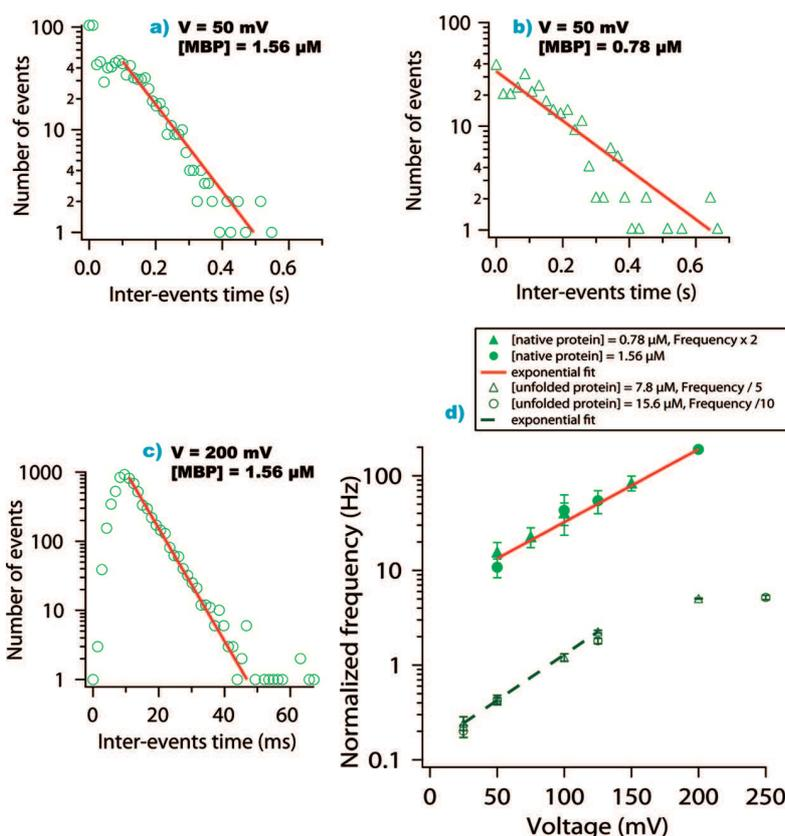 a) V = 50 mV
[MBP] = 1.56 µM
Number of events
100
4
2
10
4
2
1
0.0 0.2 0.4 0.6
Inter-events time (s)
b) V = 50 mV
[MBP] = 0.78 µM
Number of events
100
4
2
10
4
2
1
0.0 0.2 0.4 0.6
Inter-events time (s)
c) V = 200 mV
[MBP] = 1.56 µM
Number of events
1000
100
10
1
0 20 40 60
Inter-events time (ms)
d)
[native protein] = 0.78 µM, Frequency x 2
[native protein] = 1.56 µM
exponential fit
[unfolded protein] = 7.8 µM, Frequency / 5
[unfolded protein] = 15.6 µM, Frequency /10
exponential fit
Normalized frequency (Hz)
100
10
1
0.1
0 50 100 150 200 250
Voltage (mV)